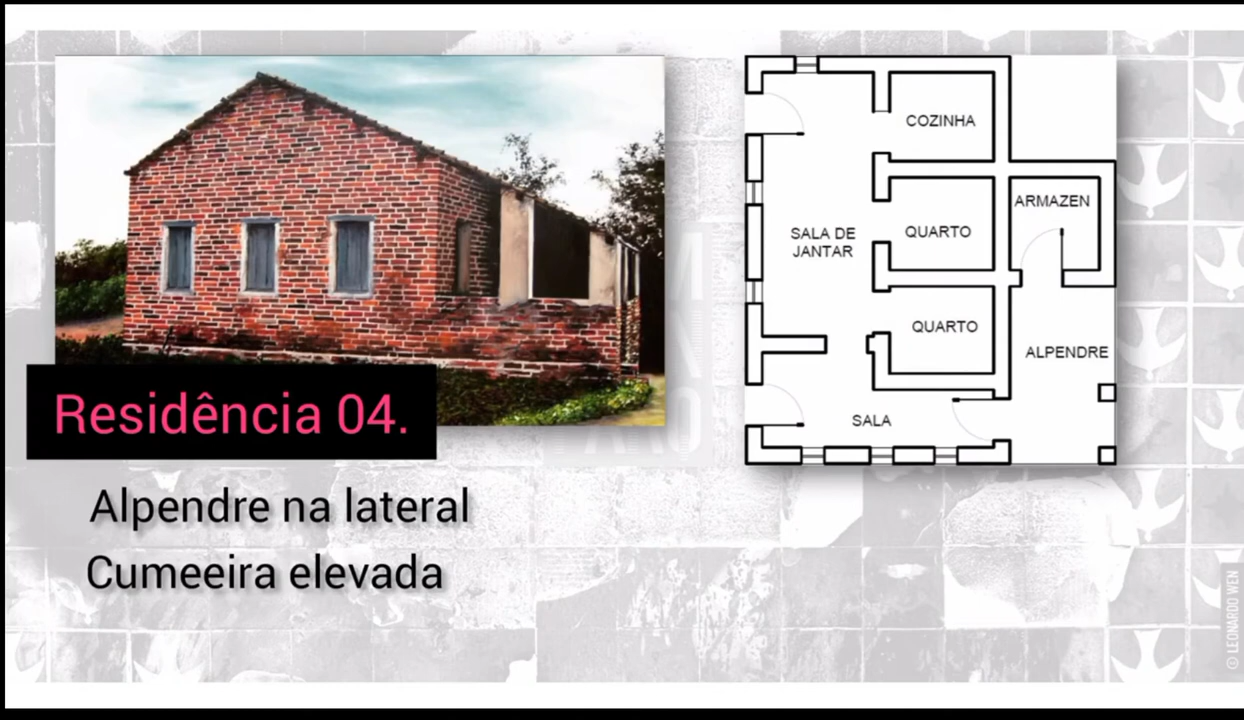 COZINHA
ARMAZEN
QUARTO
SALA DE
JANTAR
QUARTO
ALPENDRE
SALA
Residência 04.
Alpendre na lateral
Cumeeira elevada
© LEONARDO WEN